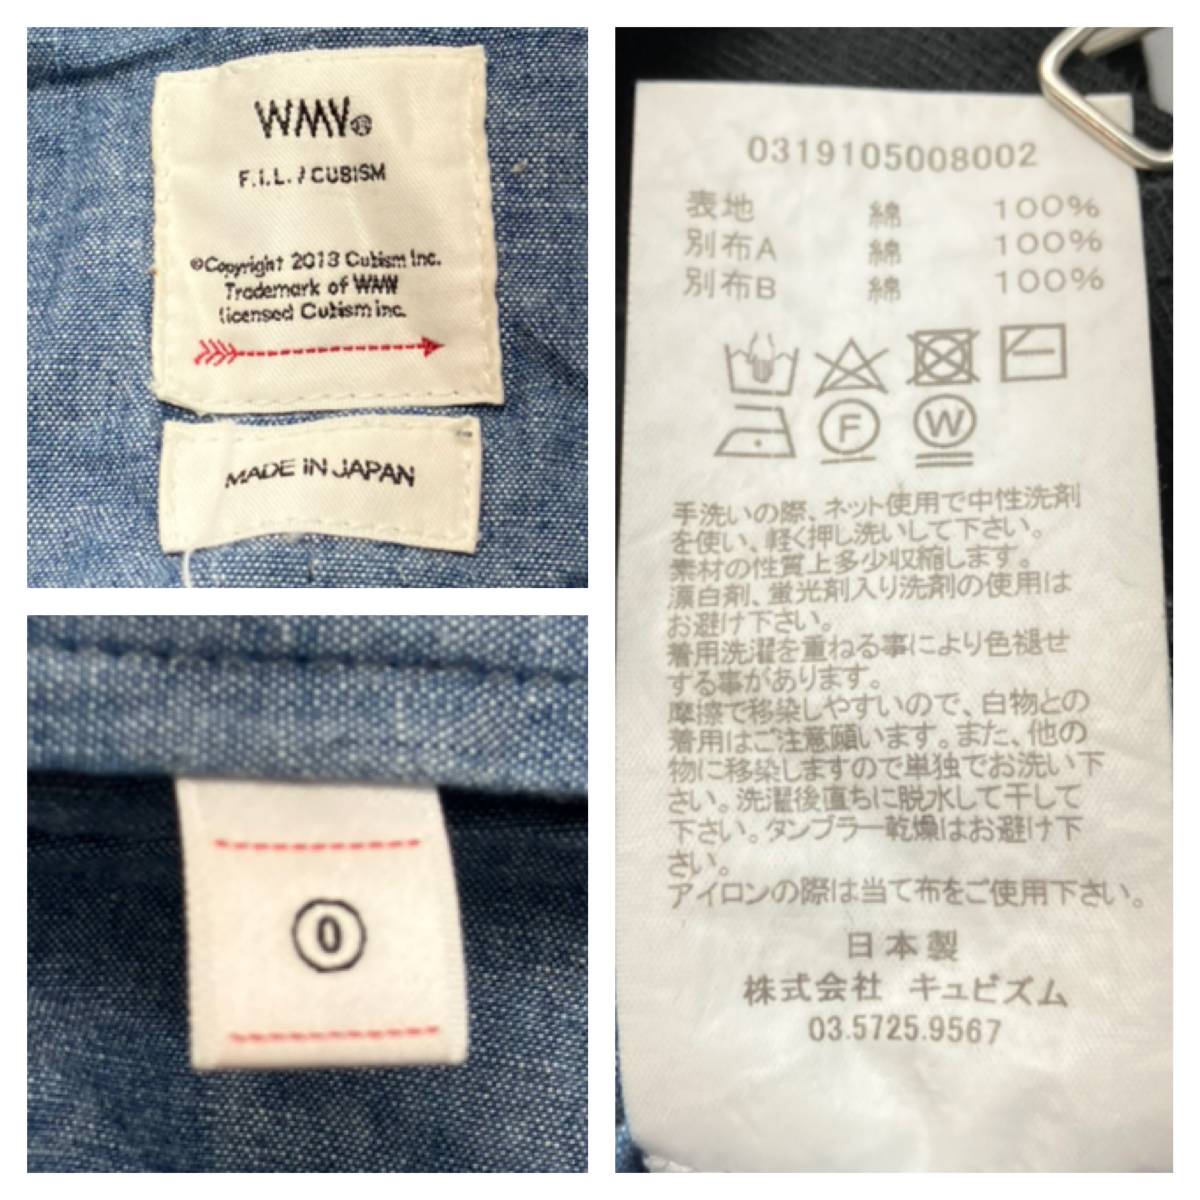 WMV®
F.I.L. / CUBISM
©Copyright 2013 Cubism Inc.
Trademark of WMV
licensed Cubism inc.
MADE IN JAPAN
0
0319105008002
表地 綿 100%
別布A 綿 100%
別布B 綿 100%
F
W
手洗いの際、ネット使用で中性洗剤
を使い、軽く押し洗いして下さい。
素材の性質上多少収縮します。
漂白剤、蛍光剤入り洗剤の使用は
お避け下さい。
着用洗濯を重ねる事により色褪せ
する事があります。
摩擦で移染しやすいので、白物との
着用はご注意願います。また、他の
物に移染しますので単独でお洗い下
さい。洗濯後直ちに脱水して干して
下さい。タンブラー乾燥はお避け下
さい。
アイロンの際は当て布をご使用下さい。
日本製
株式会社 キュビズム
03.5725.9567